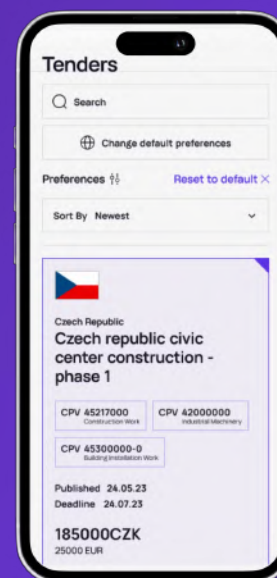 Tenders
Search
Change default preferences
Preferences Reset to default
Sort By Newest
Czech Republic
Czech republic civic
center construction -
phase 1
CPV 45217000 CPV 42000000
Construction Work Industrial Machinery
CPV 45300000-0
Building Installation Work
Published 24.05.23
Deadline 24.07.23
185000CZK
25000 EUR